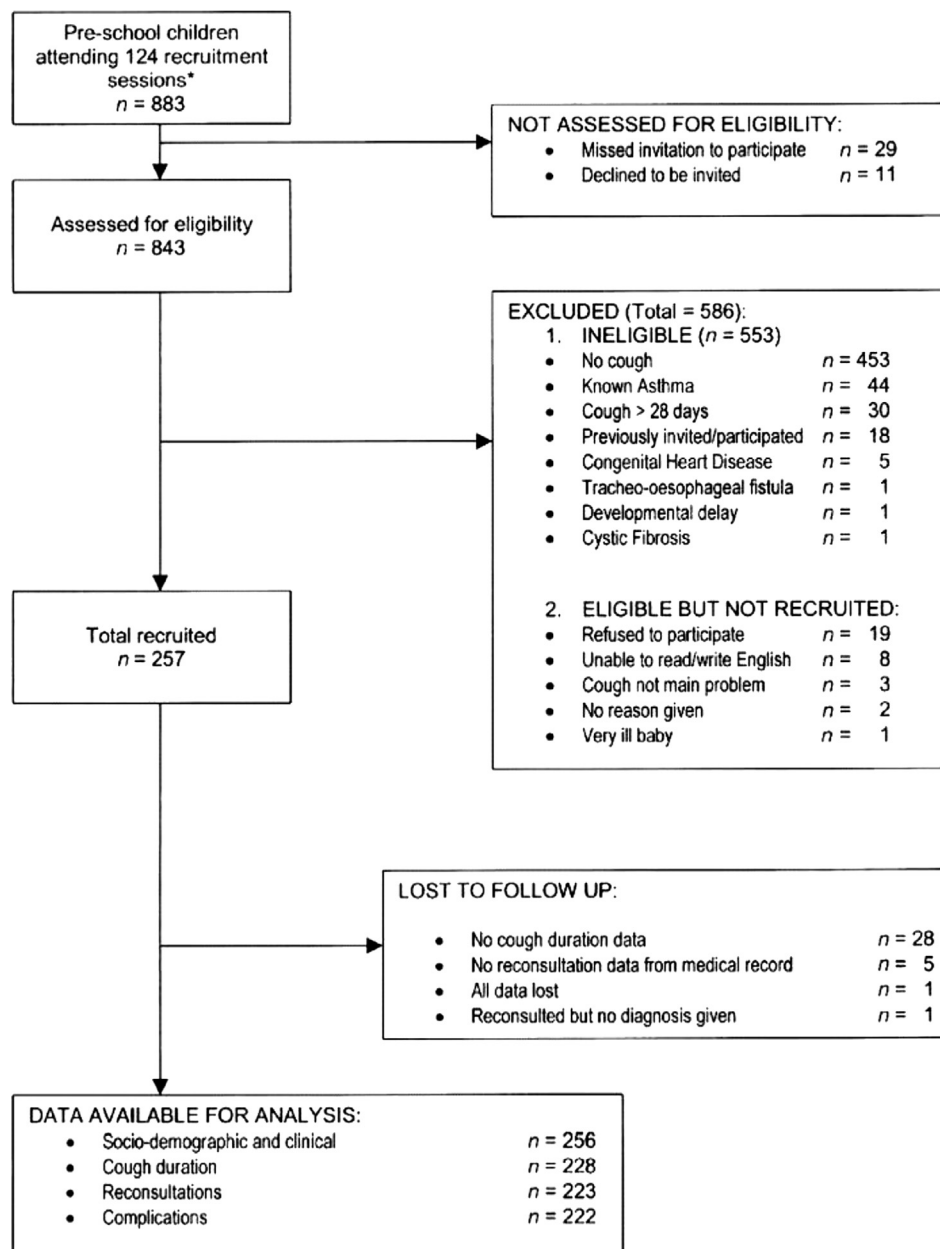 Pre-school children
attending 124 recruitment
sessions*
n = 883
NOT ASSESSED FOR ELIGIBILITY:
• Missed invitation to participate n = 29
• Declined to be invited n = 11
Assessed for eligibility
n = 843
EXCLUDED (Total = 586):
1. INELIGIBLE (n = 553)
• No cough n = 453
• Known Asthma n = 44
• Cough > 28 days n = 30
• Previously invited/participated n = 18
• Congenital Heart Disease n = 5
• Tracheo-oesophageal fistula n = 1
• Developmental delay n = 1
• Cystic Fibrosis n = 1
2. ELIGIBLE BUT NOT RECRUITED:
• Refused to participate n = 19
• Unable to read/write English n = 8
• Cough not main problem n = 3
• No reason given n = 2
• Very ill baby n = 1
Total recruited
n = 257
LOST TO FOLLOW UP:
• No cough duration data n = 28
• No reconsultation data from medical record n = 5
• All data lost n = 1
• Reconsulted but no diagnosis given n = 1
DATA AVAILABLE FOR ANALYSIS:
• Socio-demographic and clinical n = 256
• Cough duration n = 228
• Reconsultations n = 223
• Complications n = 222